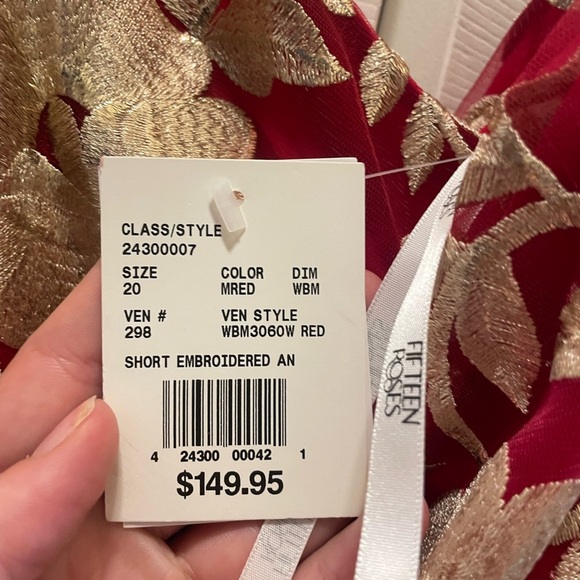 CLASS/STYLE
24300007
SIZE COLOR DIM
20 MRED WBM
VEN # VEN STYLE
298 WBM3060W RED
SHORT EMBROIDERED AN
4 24300 00042 1
$149.95
FIFTEEN
ROSES